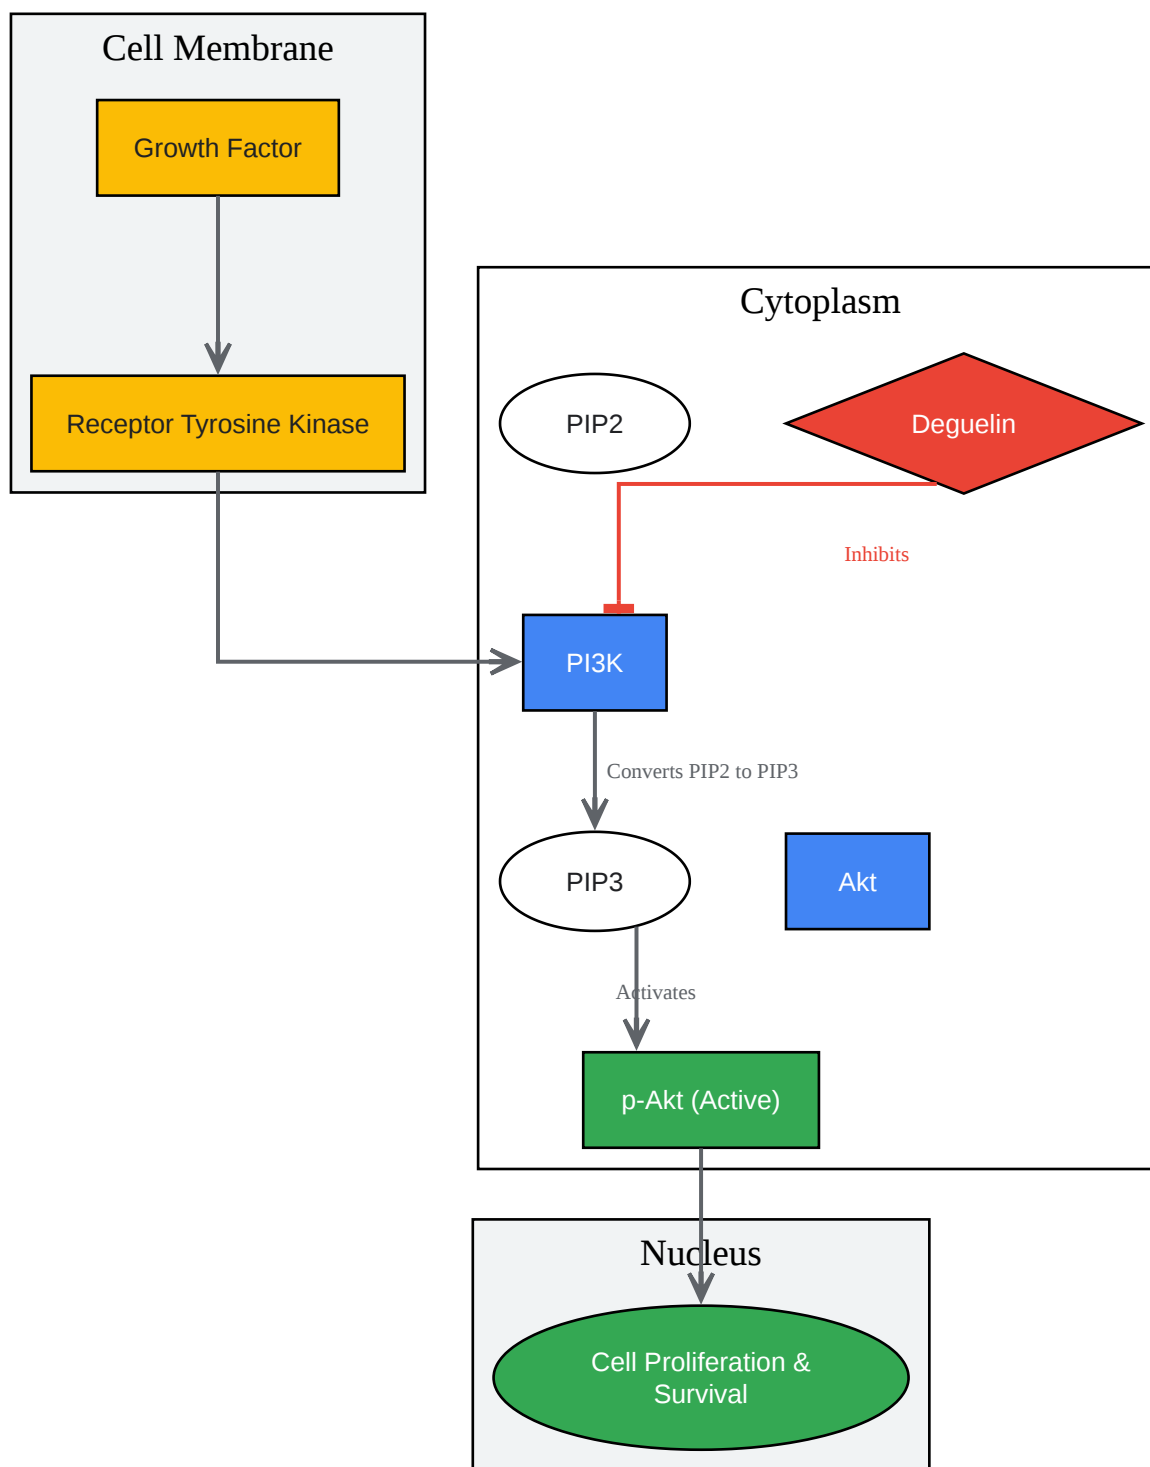 Cell Membrane
Growth Factor
Receptor Tyrosine Kinase
Cytoplasm
PIP2
Deguelin
Inhibits
PI3K
Converts PIP2 to PIP3
PIP3
Akt
Activates
p-Akt (Active)
Nucleus
Cell Proliferation &
Survival